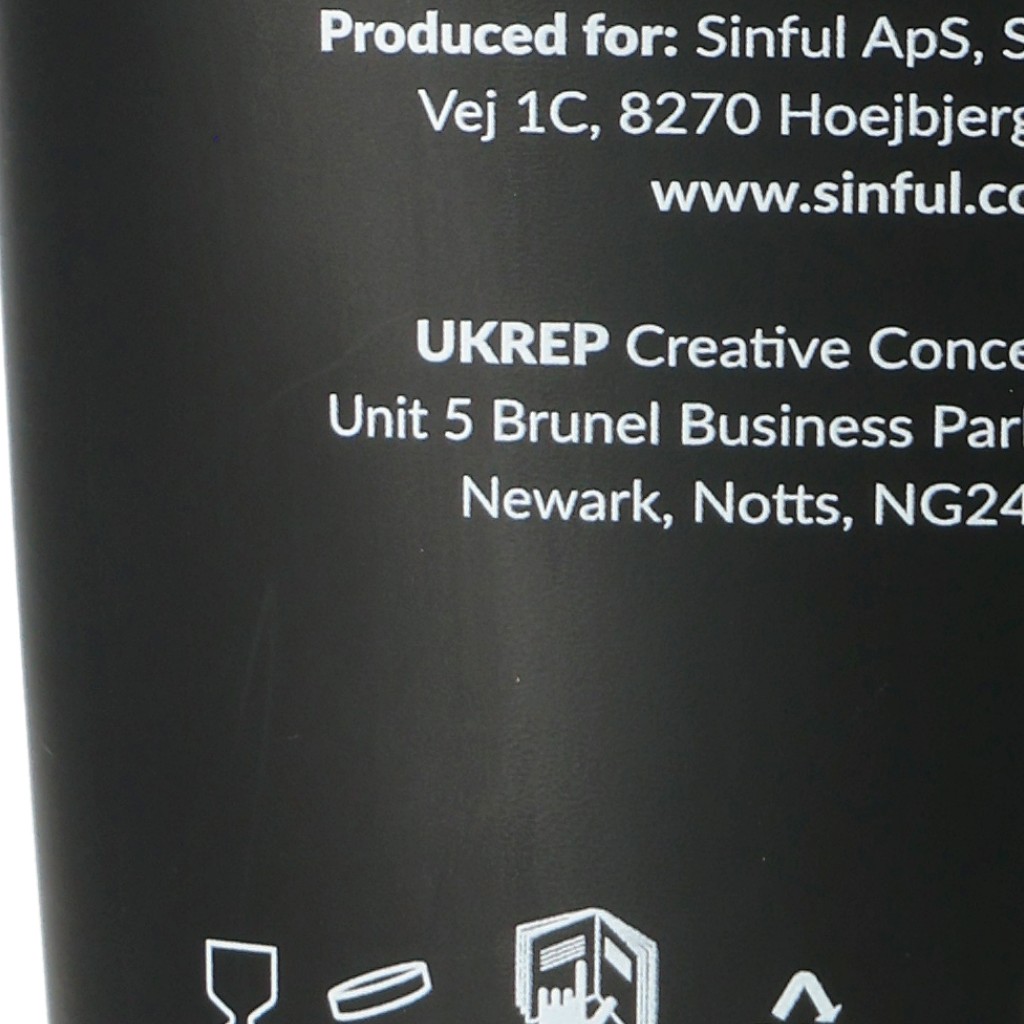 Produced for: Sinful ApS, S
Vej 1C, 8270 Hoejbjerg
www.sinful.co
UKREP Creative Conce
Unit 5 Brunel Business Park
Newark, Notts, NG24